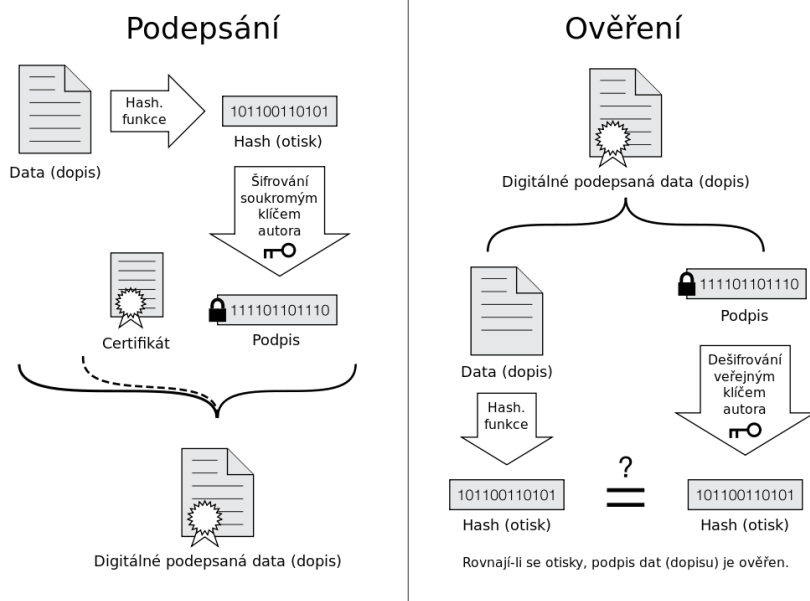 Podepsání
Hash.
funkce
101100110101
Hash (otisk)
Data (dopis)
Šifrování
soukromým
klíčem
autora
Certifikát
111101101110
Podpis
Digitálné podepsaná data (dopis)
Ověření
Digitálné podepsaná data (dopis)
Data (dopis)
111101101110
Podpis
Hash.
funkce
Dešifrování
veřejným
klíčem
autora
101100110101
Hash (otisk)
?
=
101100110101
Hash (otisk)
Rovnají-li se otisky, podpis dat (dopisu) je ověřen.